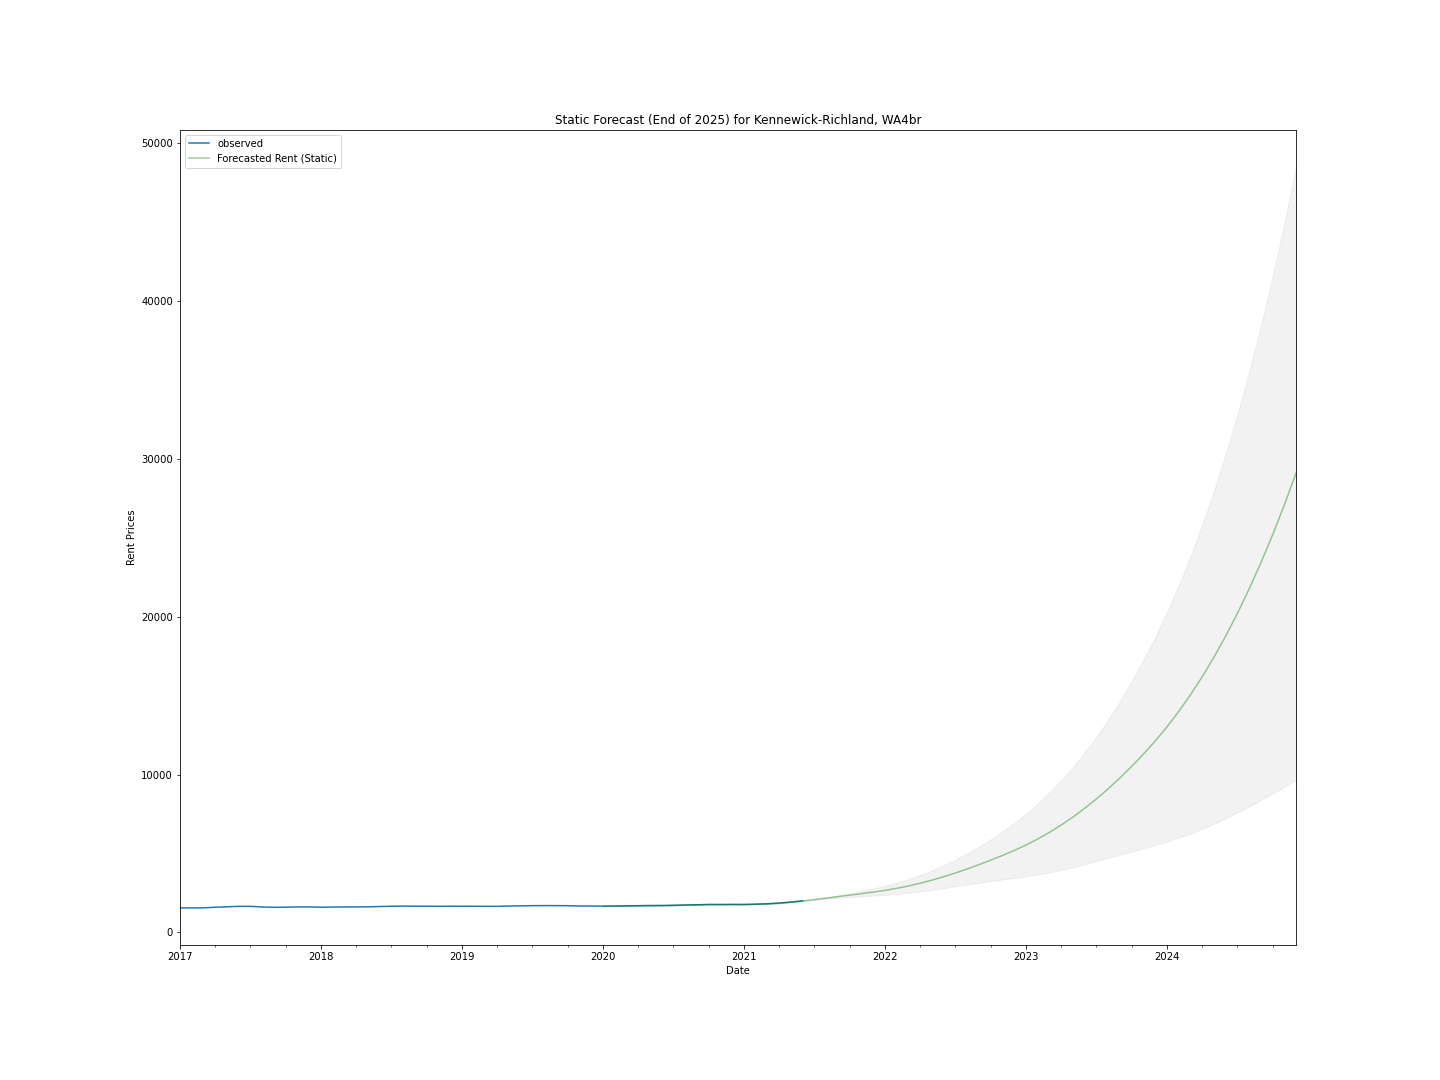 Static Forecast (End of 2025) for Kennewick-Richland, WA4br
observed
Forecasted Rent (Static)
50000
40000
30000
20000
10000
0
Rent Prices
2017 2018 2019 2020 2021 2022 2023 2024
Date